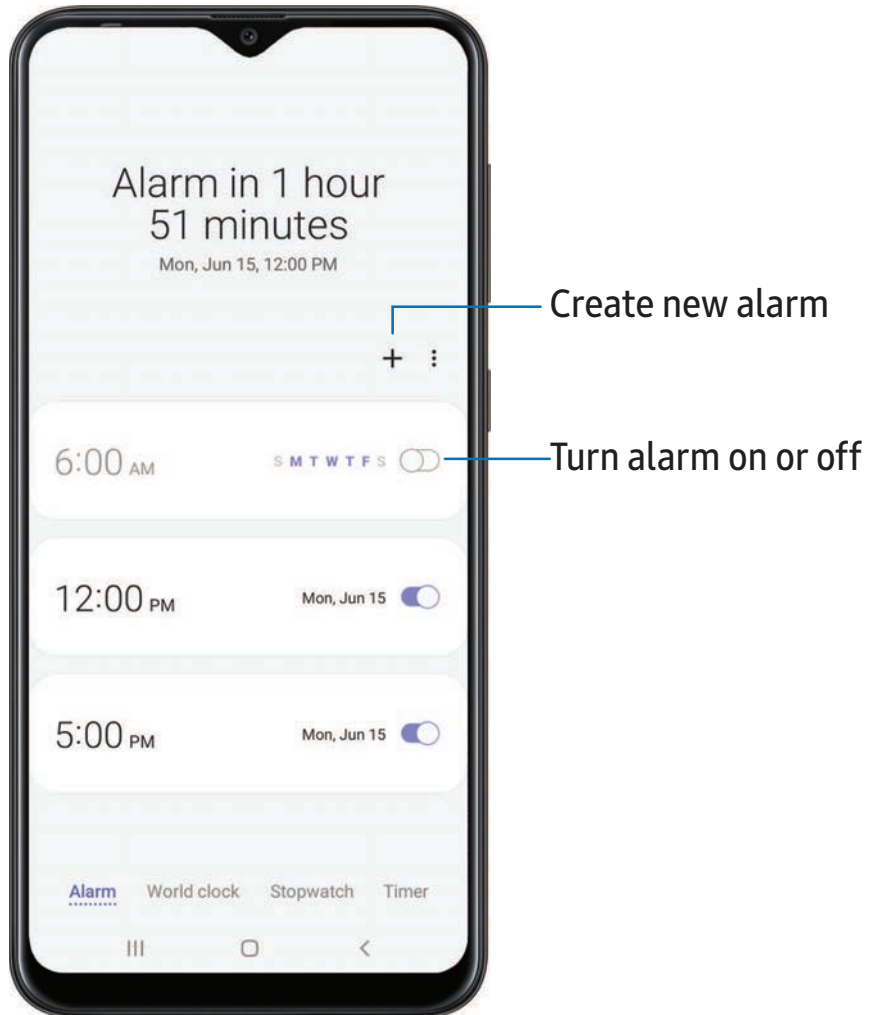 Alarm in 1 hour
51 minutes
Mon, Jun 15, 12:00 PM
Create new alarm
6:00 AM S M T W T F S
Turn alarm on or off
12:00 PM Mon, Jun 15
5:00 PM Mon, Jun 15
Alarm World clock Stopwatch Timer